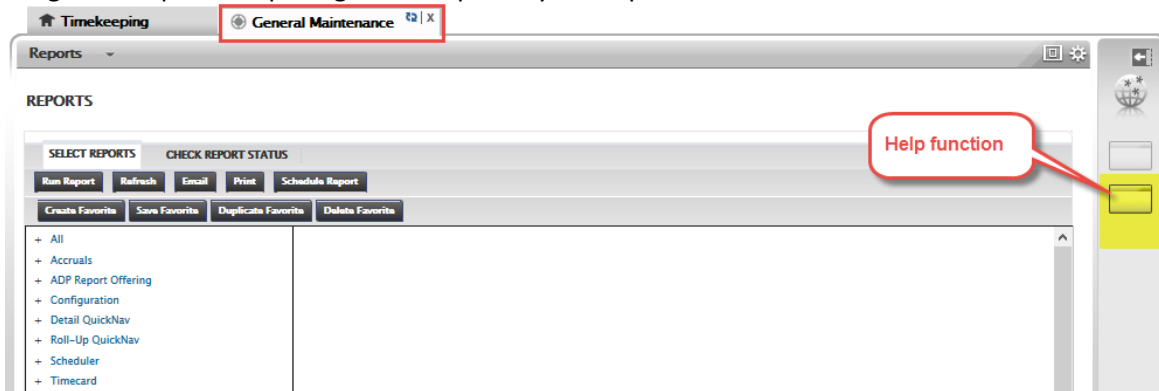 Timekeeping
General Maintenance
X
Reports
REPORTS
Help function
SELECT REPORTS
CHECK REPORT STATUS
Run Report
Refresh
Email
Print
Schedule Report
Create Favorite
Save Favorite
Duplicate Favorite
Delete Favorite
+ All
+ Accruals
+ ADP Report Offering
+ Configuration
+ Detail QuickNav
+ Roll-Up QuickNav
+ Scheduler
+ Timecard